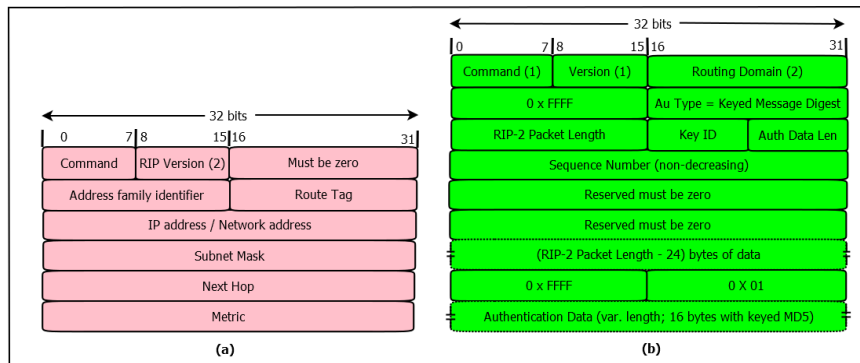 32 bits
0 7 8 15 16 31
Command RIP Version (2) Must be zero
Address family identifier Route Tag
IP address / Network address
Subnet Mask
Next Hop
Metric
(a)
32 bits
0 7 8 15 16 31
Command (1) Version (1) Routing Domain (2)
0 x FFFF Au Type = Keyed Message Digest
RIP-2 Packet Length Key ID Auth Data Len
Sequence Number (non-decreasing)
Reserved must be zero
Reserved must be zero
(RIP-2 Packet Length - 24) bytes of data
0 x FFFF 0 X 01
Authentication Data (var. length; 16 bytes with keyed MD5)
(b)